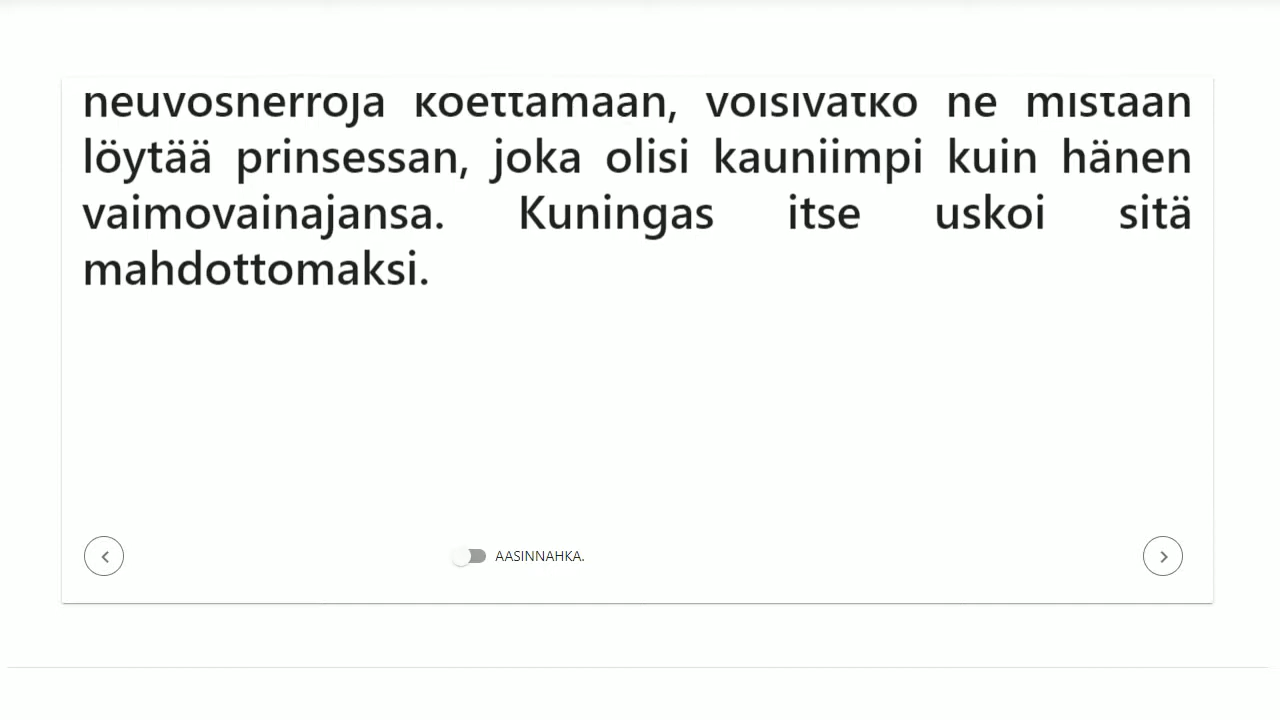 neuvosherroja koettamaan, voisivatko ne mistään
löytää prinsessan, joka olisi kauniimpi kuin hänen
vaimovainajansa. Kuningas itse uskoi sitä
mahdottomaksi.
AASINNAHKA.